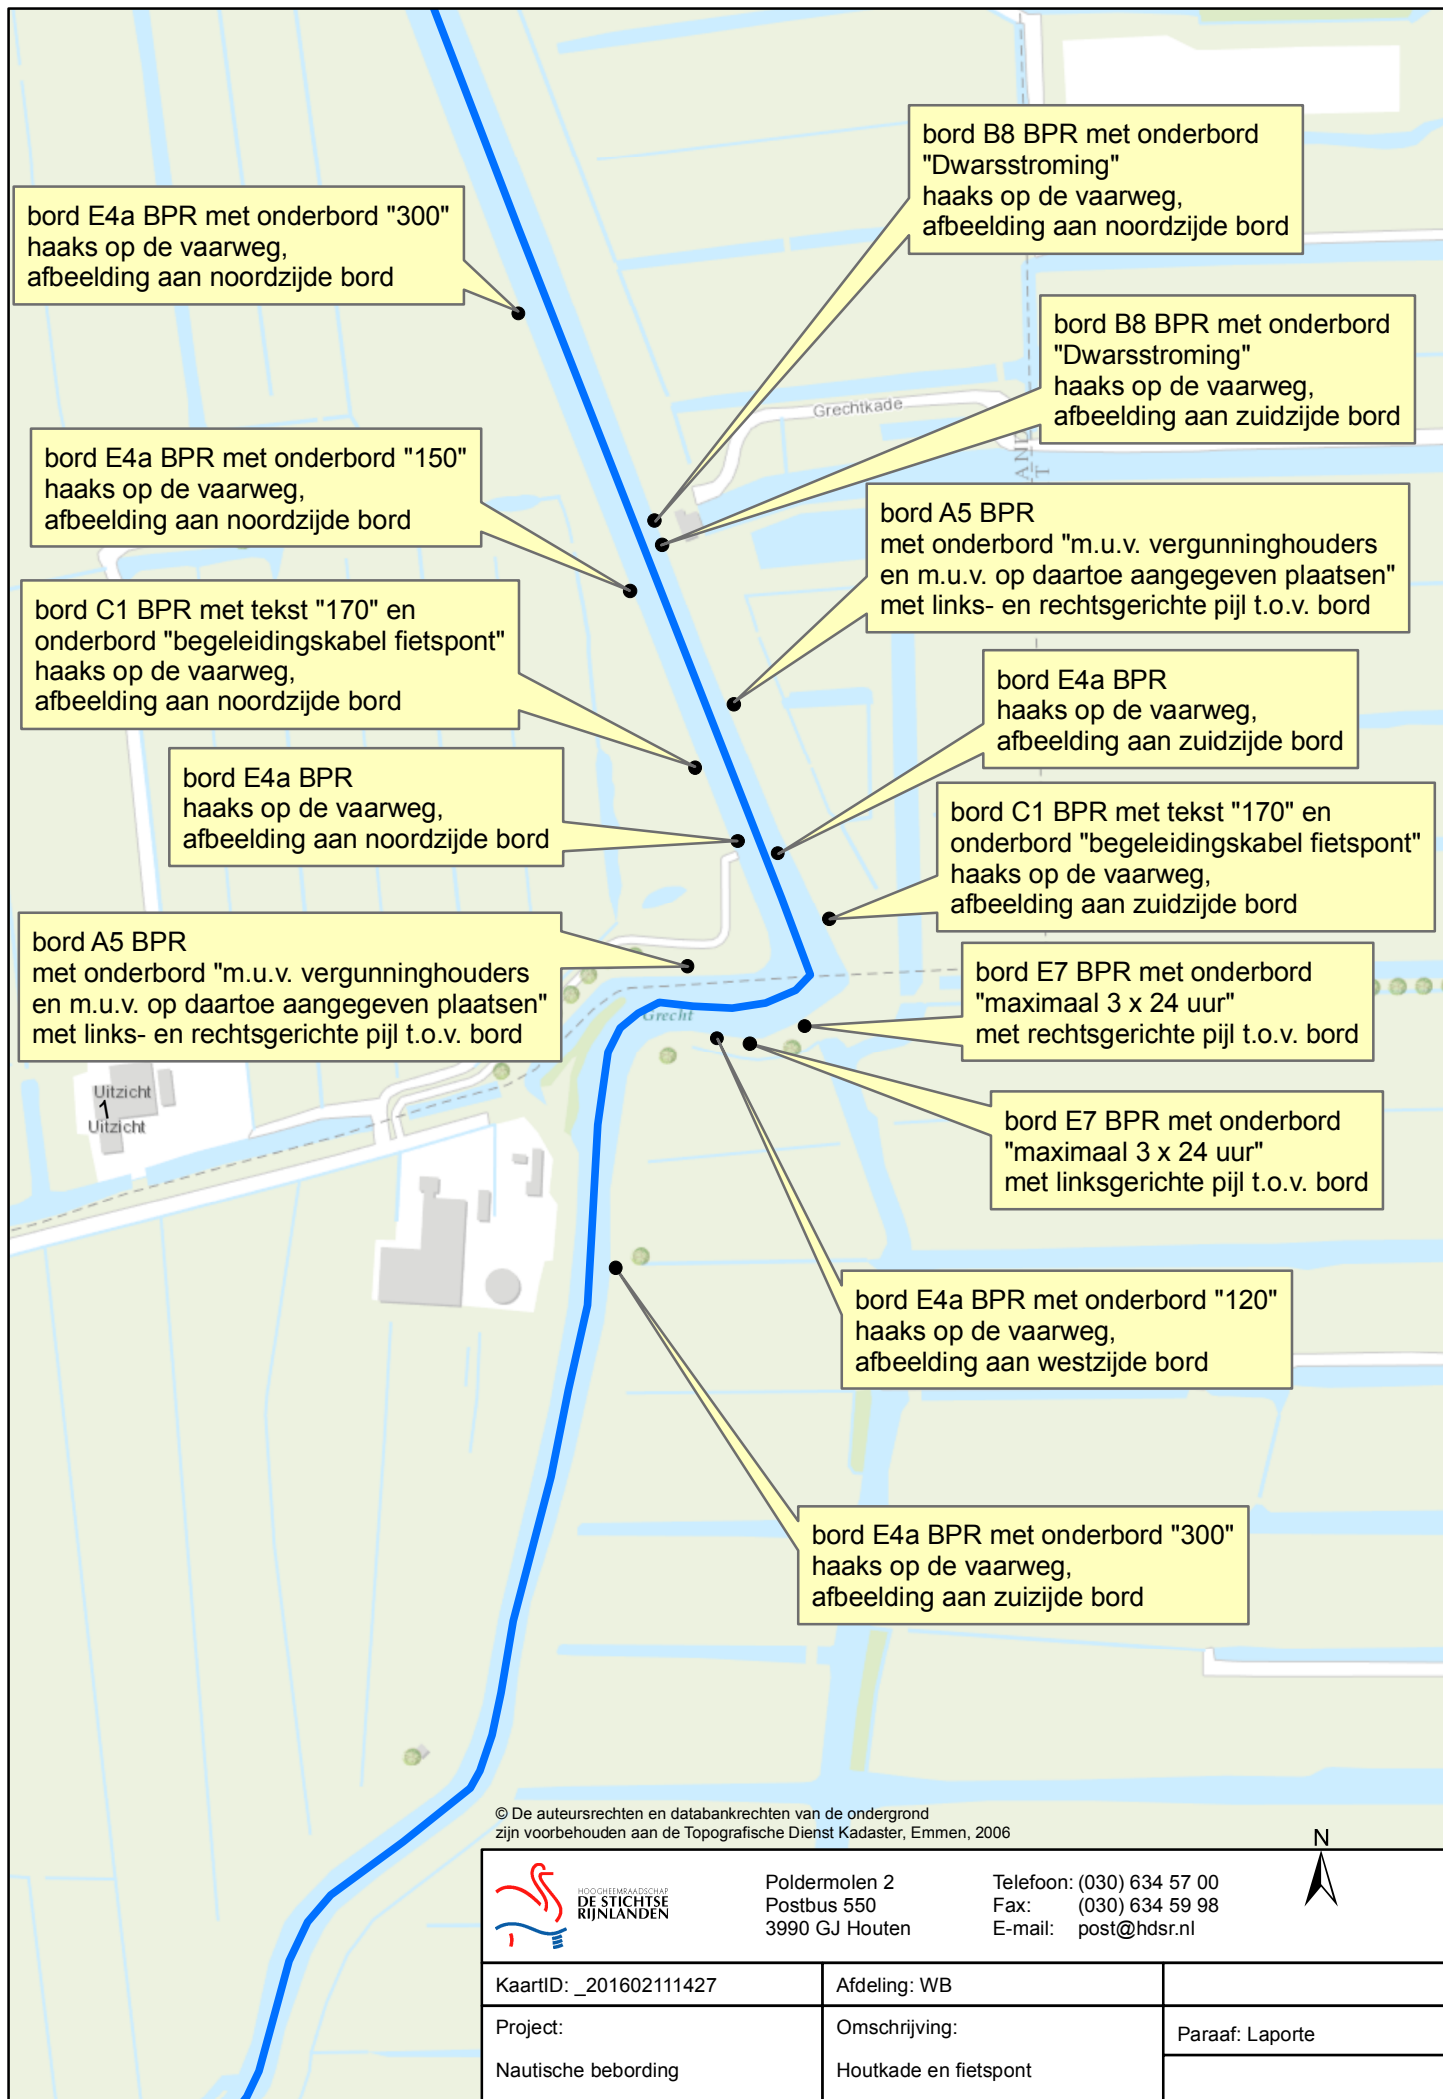 bord B8 BPR met onderbord
"Dwarsstroming"
haaks op de vaarweg,
afbeelding aan noordzijde bord
bord E4a BPR met onderbord "300"
haaks op de vaarweg,
afbeelding aan noordzijde bord
bord B8 BPR met onderbord
"Dwarsstroming"
haaks op de vaarweg,
afbeelding aan zuidzijde bord
Grechtkade
bord E4a BPR met onderbord "150"
haaks op de vaarweg,
afbeelding aan noordzijde bord
bord A5 BPR
met onderbord "m.u.v. vergunninghouders
en m.u.v. op daartoe aangegeven plaatsen"
met links- en rechtsgerichte pijl t.o.v. bord
bord C1 BPR met tekst "170" en
onderbord "begeleidingskabel fietspont"
haaks op de vaarweg,
afbeelding aan noordzijde bord
bord E4a BPR
haaks op de vaarweg,
afbeelding aan zuidzijde bord
bord E4a BPR
haaks op de vaarweg,
afbeelding aan noordzijde bord
bord C1 BPR met tekst "170" en
onderbord "begeleidingskabel fietspont"
haaks op de vaarweg,
afbeelding aan zuidzijde bord
bord A5 BPR
met onderbord "m.u.v. vergunninghouders
en m.u.v. op daartoe aangegeven plaatsen"
met links- en rechtsgerichte pijl t.o.v. bord
bord E7 BPR met onderbord
"maximaal 3 x 24 uur"
met rechtsgerichte pijl t.o.v. bord
Grecht
Uitzicht
1
Uitzicht
bord E7 BPR met onderbord
"maximaal 3 x 24 uur"
met linksgerichte pijl t.o.v. bord
bord E4a BPR met onderbord "120"
haaks op de vaarweg,
afbeelding aan westzijde bord
bord E4a BPR met onderbord "300"
haaks op de vaarweg,
afbeelding aan zuizijde bord
© De auteursrechten en databankrechten van de ondergrond
zijn voorbehouden aan de Topografische Dienst Kadaster, Emmen, 2006
N
HOOGHEEMRAADSCHAP
DE STICHTSE
RIJNLANDEN
Poldermolen 2
Postbus 550
3990 GJ Houten
Telefoon: (030) 634 57 00
Fax: (030) 634 59 98
E-mail: post@hdsr.nl
KaartID: _201602111427
Afdeling: WB
Project:
Nautische bebording
Omschrijving:
Houtkade en fietspont
Paraaf: Laporte